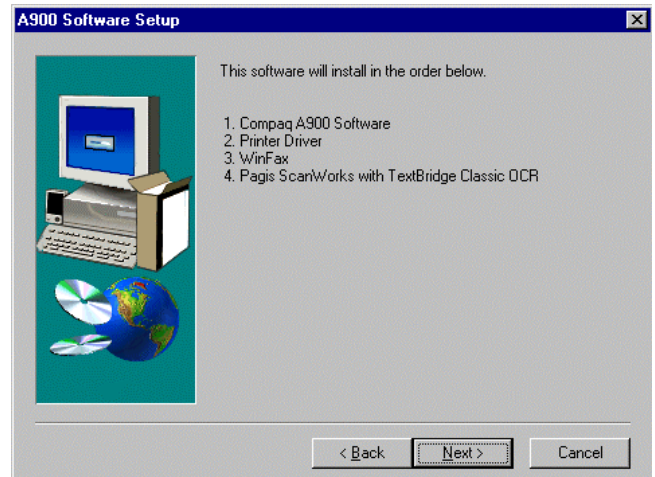 A900 Software Setup
This software will install in the order below.
1. Compaq A900 Software
2. Printer Driver
3. WinFax
4. Pagis ScanWorks with TextBridge Classic OCR
< Back
Next >
Cancel